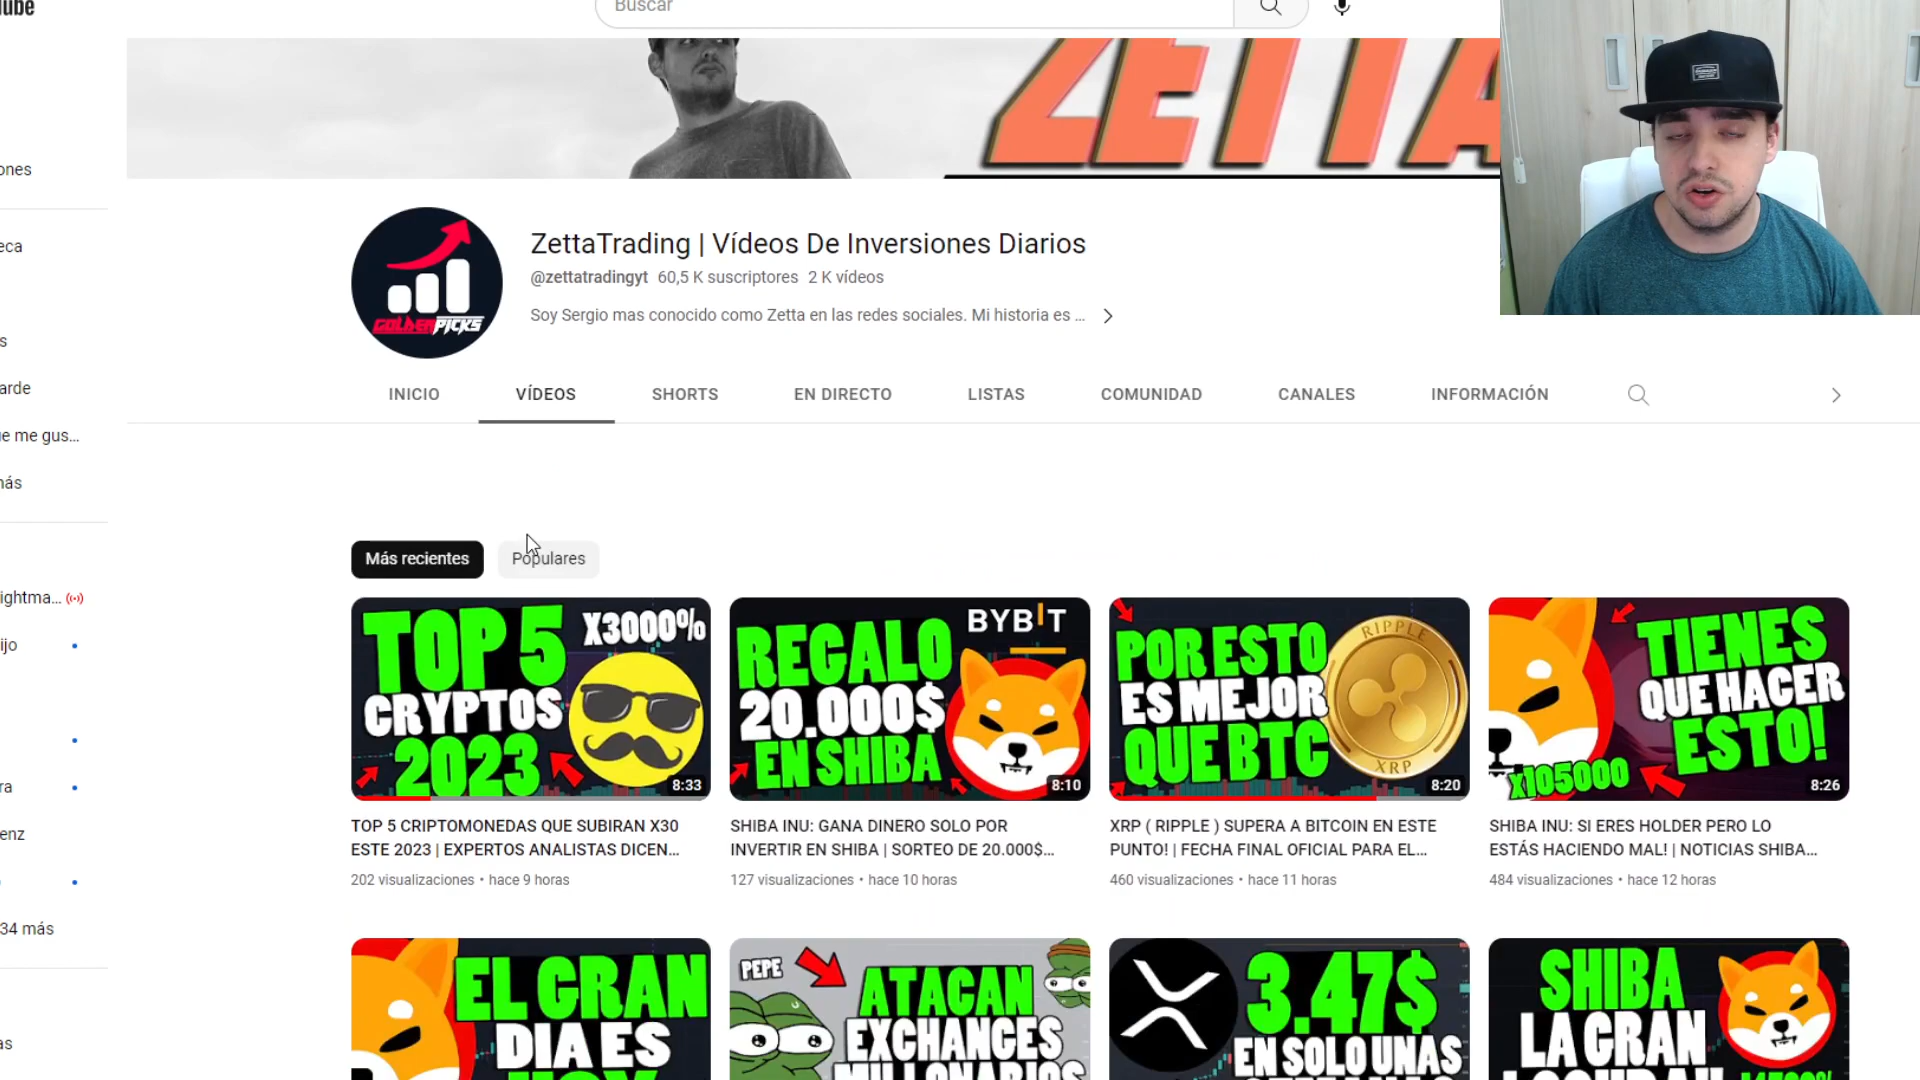 Buscar
ZETTA
ones
eca
s
arde
ue me gus...
nás
ightma...
ijo
ra
enz
34 más
as
GOLDENPICKS
ZettaTrading | Vídeos De Inversiones Diarios
@zettatradingyt 60,5 K suscriptores 2 K vídeos
Soy Sergio mas conocido como Zetta en las redes sociales. Mi historia es ...
INICIO VÍDEOS SHORTS EN DIRECTO LISTAS COMUNIDAD CANALES INFORMACIÓN
Más recientes Populares
TOP 5
X3000%
CRYPTOS
2023
8:33
TOP 5 CRIPTOMONEDAS QUE SUBIRAN X30
ESTE 2023 | EXPERTOS ANALISTAS DICEN...
202 visualizaciones • hace 9 horas
BYBIT
REGALO
20.000$
EN SHIBA
8:10
SHIBA INU: GANA DINERO SOLO POR
INVERTIR EN SHIBA | SORTEO DE 20.000$...
127 visualizaciones • hace 10 horas
RIPPLE
POR ESTO
ES MEJOR
QUE BTC
XRP
8:20
XRP ( RIPPLE ) SUPERA A BITCOIN EN ESTE
PUNTO! | FECHA FINAL OFICIAL PARA EL...
460 visualizaciones • hace 11 horas
TIENES
QUE HACER
ESTO!
X105000
8:26
SHIBA INU: SI ERES HOLDER PERO LO
ESTÁS HACIENDO MAL! | NOTICIAS SHIBA...
484 visualizaciones • hace 12 horas
EL GRAN
DIA ES
HOY
PEPE
ATACAN
EXCHANGES
MILLONARIOS
3.47$
EN SOLO UNAS
SHIBA
LA GRAN